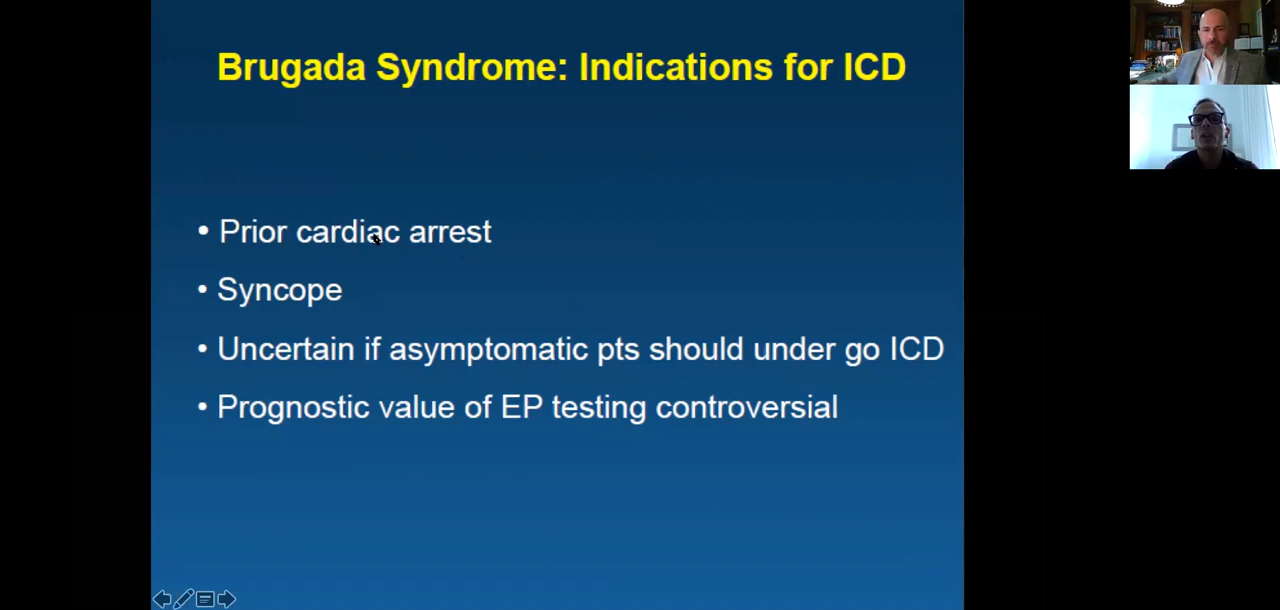 Brugada Syndrome: Indications for ICD
• Prior cardiac arrest
• Syncope
• Uncertain if asymptomatic pts should under go ICD
• Prognostic value of EP testing controversial